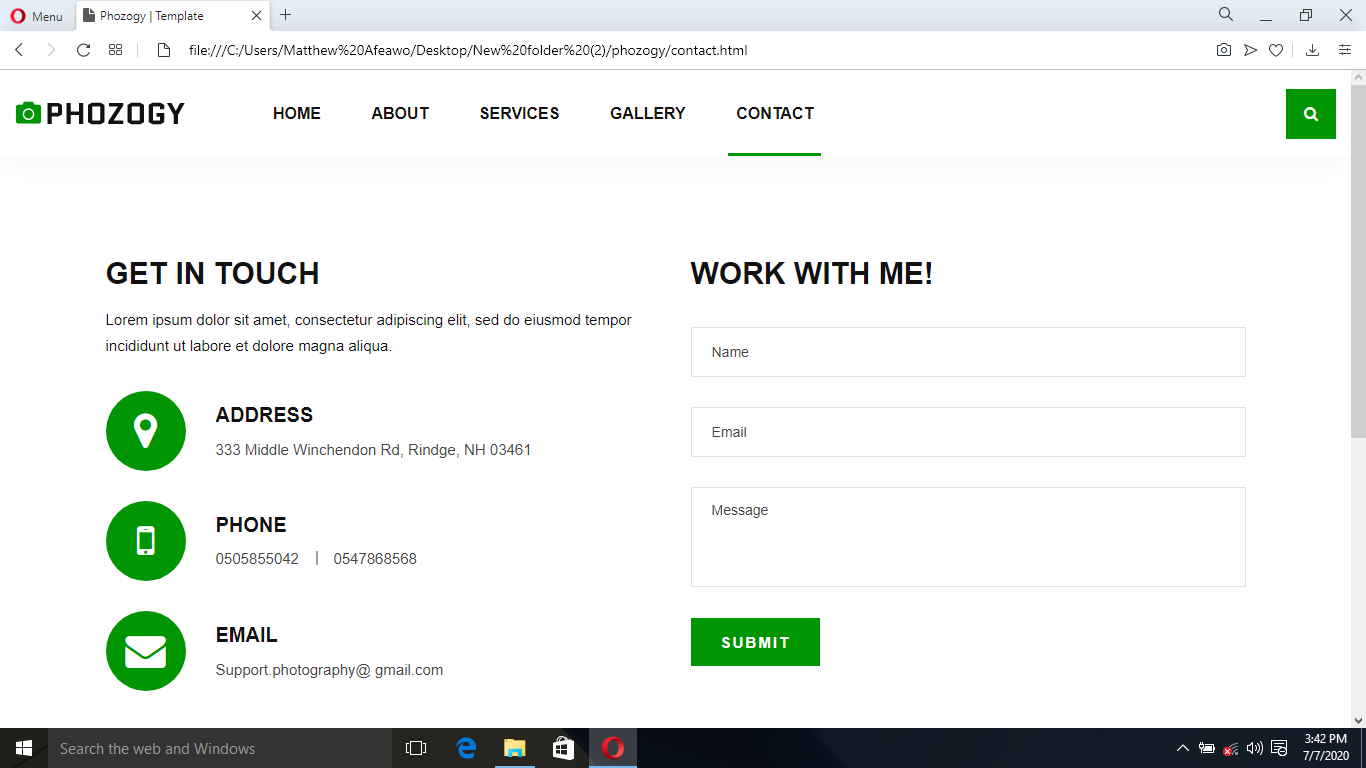 Menu
Phozogy | Template
file:///C:/Users/Matthew%20Afeawo/Desktop/New%20folder%20(2)/phozogy/contact.html
PHOZOGY
HOME ABOUT SERVICES GALLERY CONTACT
GET IN TOUCH
Lorem ipsum dolor sit amet, consectetur adipiscing elit, sed do eiusmod tempor
incididunt ut labore et dolore magna aliqua.
ADDRESS
333 Middle Winchendon Rd, Rindge, NH 03461
PHONE
0505855042 | 0547868568
EMAIL
Support.photography@ gmail.com
WORK WITH ME!
Name
Email
Message
SUBMIT
Search the web and Windows
3:42 PM
7/7/2020